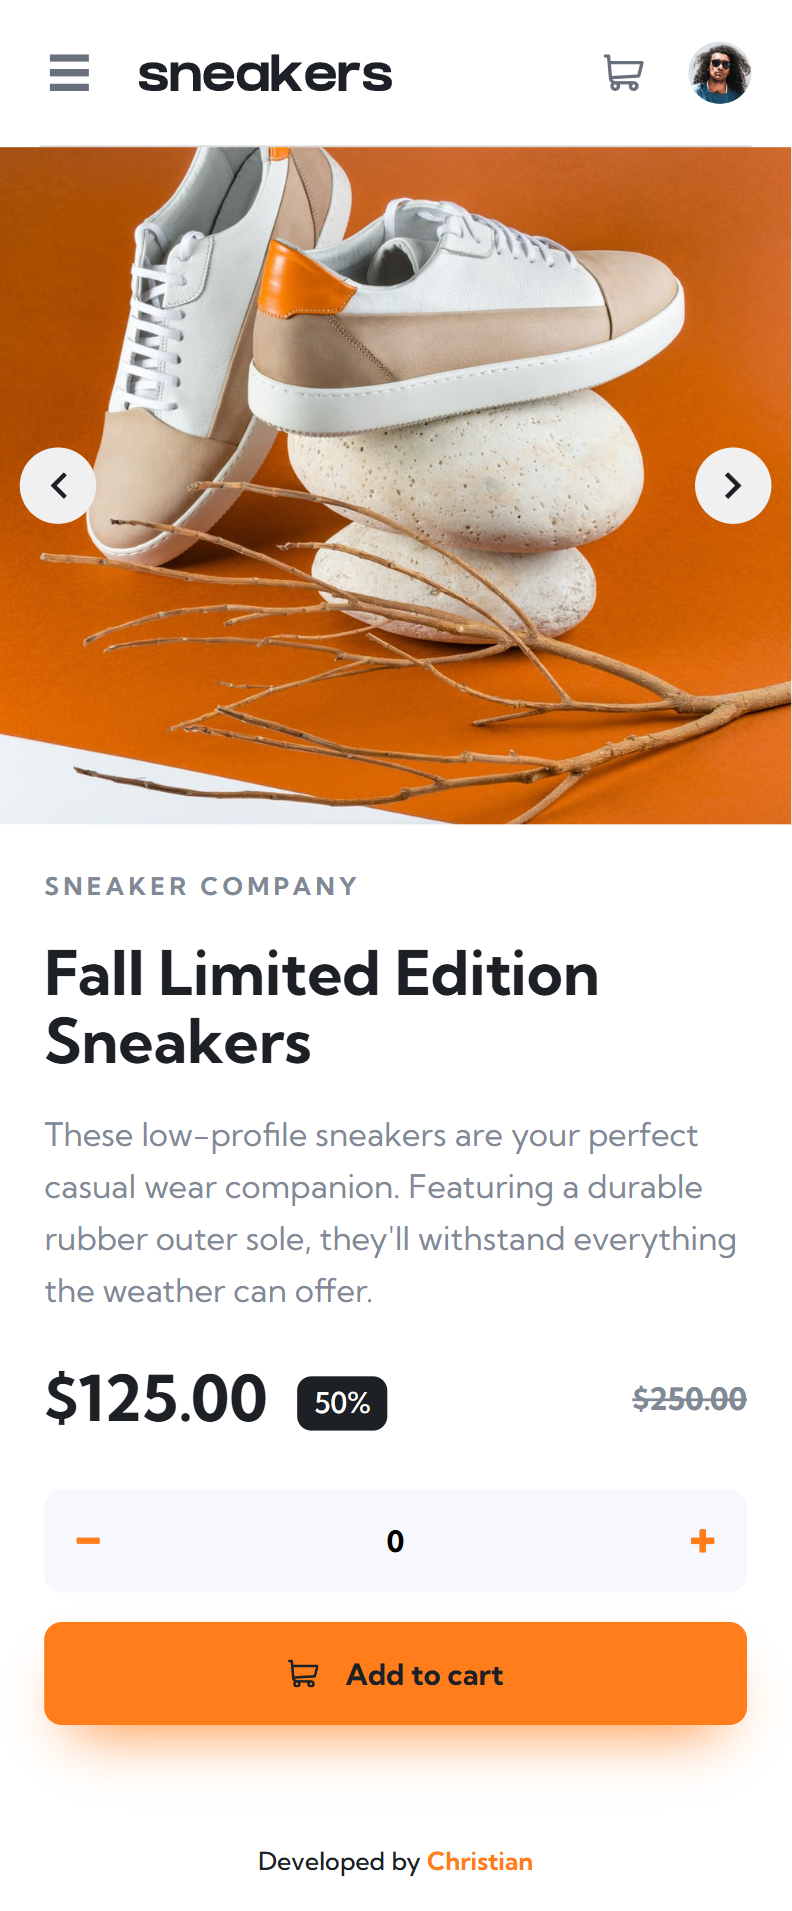 sneakers
SNEAKER COMPANY
Fall Limited Edition
Sneakers
These low-profile sneakers are your perfect
casual wear companion. Featuring a durable
rubber outer sole, they'll withstand everything
the weather can offer.
$125.00 50% $250.00
0
Add to cart
Developed by Christian